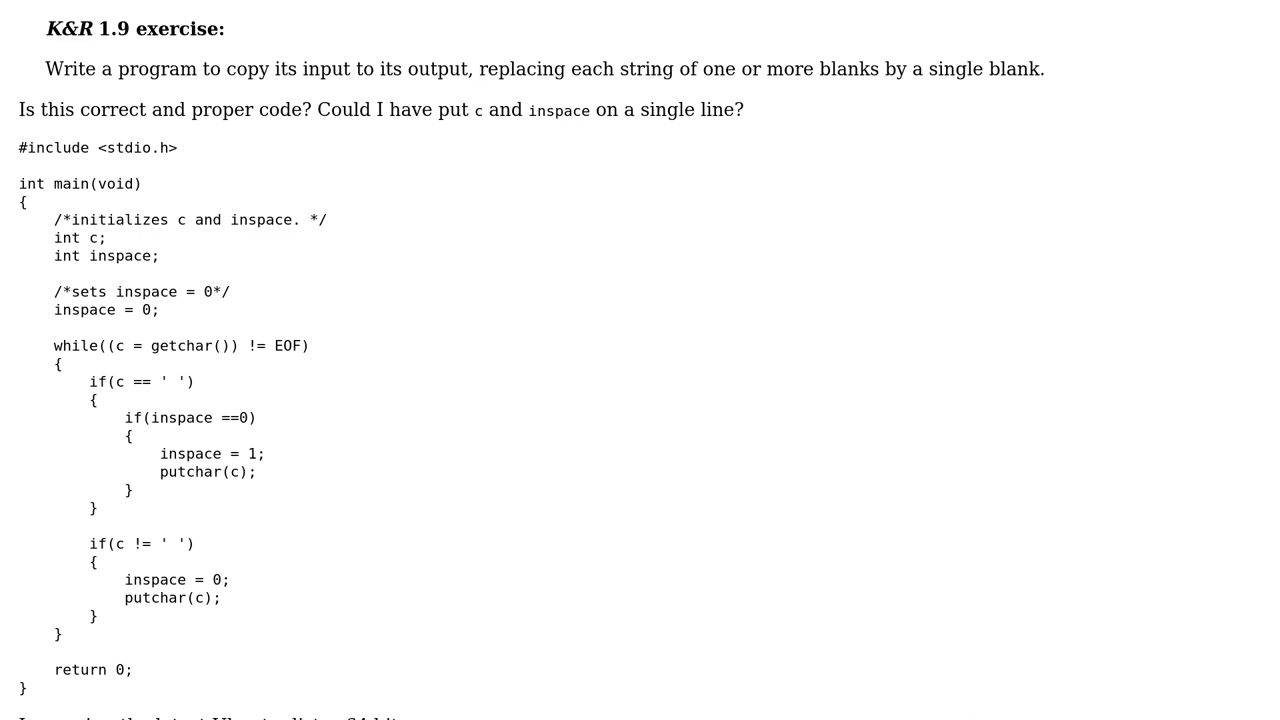 K&R 1.9 exercise:
Write a program to copy its input to its output, replacing each string of one or more blanks by a single blank.
Is this correct and proper code? Could I have put c and inspace on a single line?
#include <stdio.h>
int main(void)
{
    /*initializes c and inspace. */
    int c;
    int inspace;
    /*sets inspace = 0*/
    inspace = 0;
    while((c = getchar()) != EOF)
    {
        if(c == ' ')
        {
            if(inspace ==0)
            {
                inspace = 1;
                putchar(c);
            }
        }
        if(c != ' ')
        {
            inspace = 0;
            putchar(c);
        }
    }
    return 0;
}